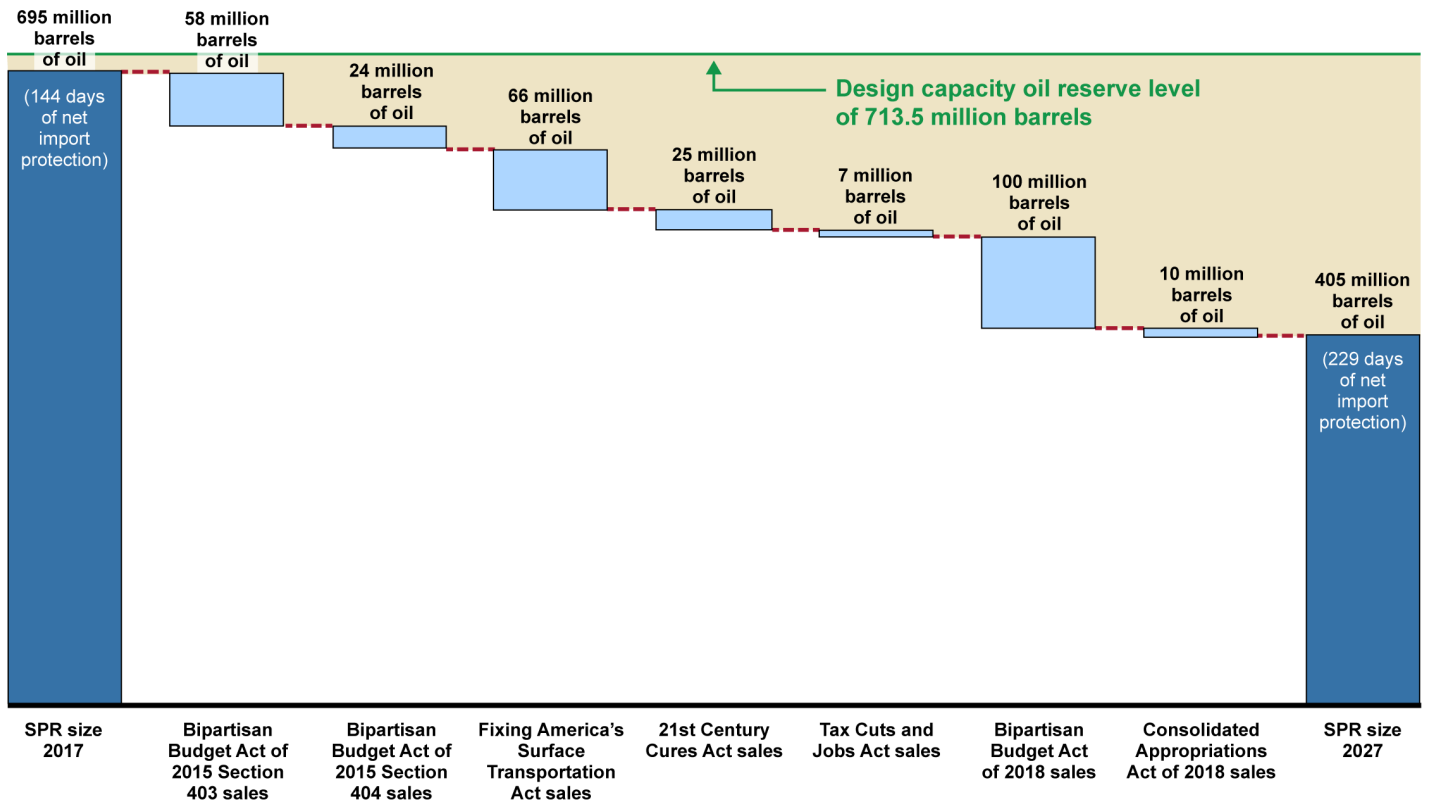 695 million
barrels
of oil
(144 days
of net
import
protection)
58 million
barrels
of oil
24 million
barrels
of oil
66 million
barrels
of oil
25 million
barrels
of oil
7 million
barrels
of oil
100 million
barrels
of oil
10 million
barrels
of oil
405 million
barrels
of oil
(229 days
of net
import
protection)
Design capacity oil reserve level
of 713.5 million barrels
SPR size
2017
Bipartisan
Budget Act of
2015 Section
403 sales
Bipartisan
Budget Act of
2015 Section
404 sales
Fixing America’s
Surface
Transportation
Act sales
21st Century
Cures Act sales
Tax Cuts and
Jobs Act sales
Bipartisan
Budget Act
of 2018 sales
Consolidated
Appropriations
Act of 2018 sales
SPR size
2027